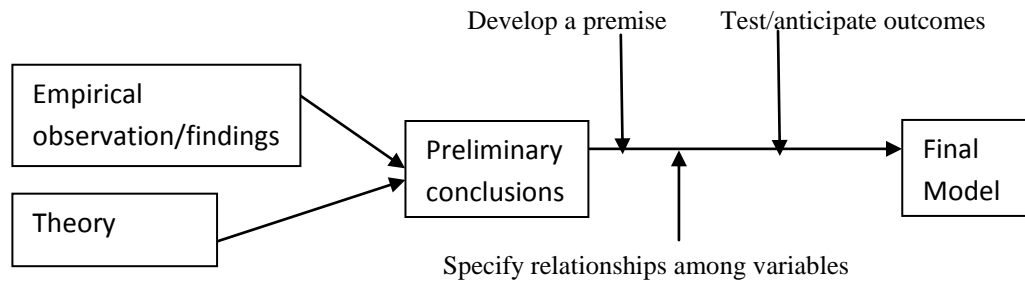 Develop a premise
Test/anticipate outcomes
Empirical
observation/findings
Preliminary
conclusions
Final
Model
Theory
Specify relationships among variables